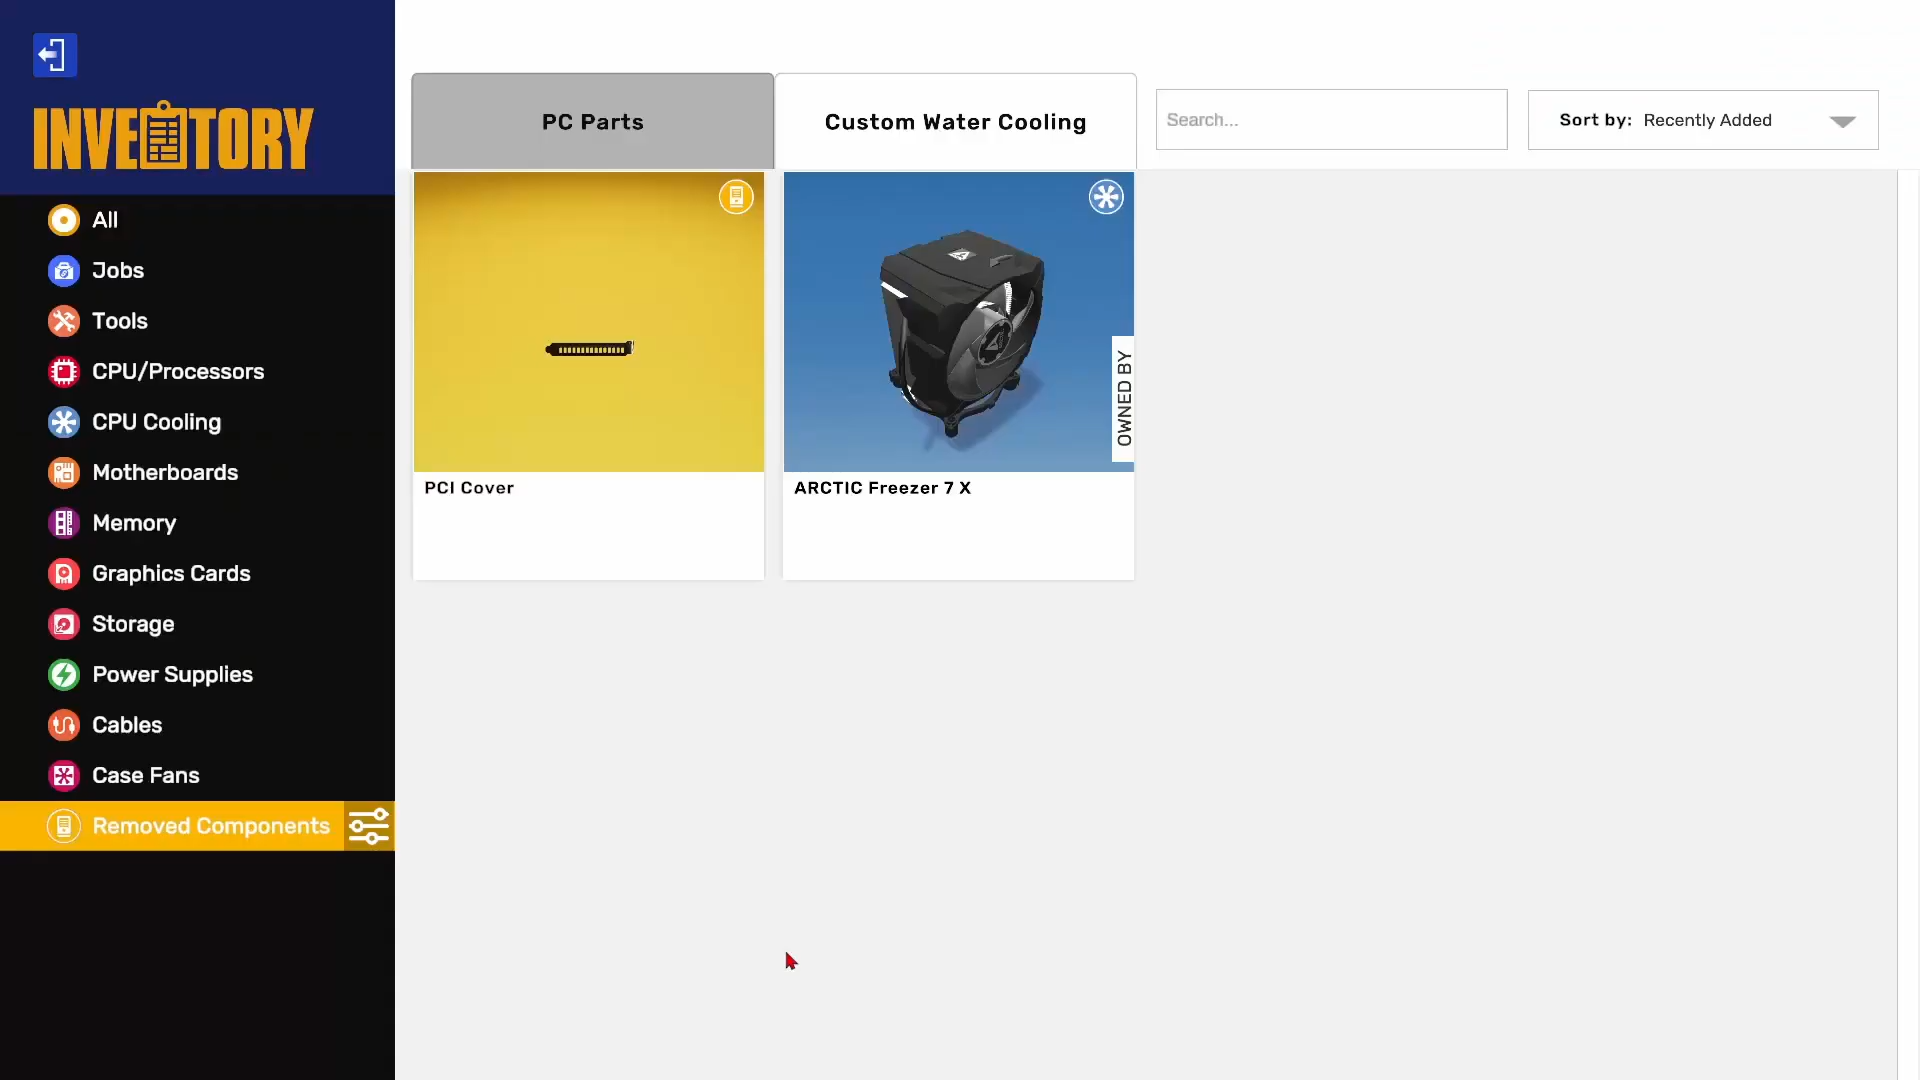 INVENTORY
All
Jobs
Tools
CPU/Processors
CPU Cooling
Motherboards
Memory
Graphics Cards
Storage
Power Supplies
Cables
Case Fans
Removed Components
PC Parts
Custom Water Cooling
Search...
Sort by: Recently Added
PCI Cover
OWNED BY
ARCTIC Freezer 7 X